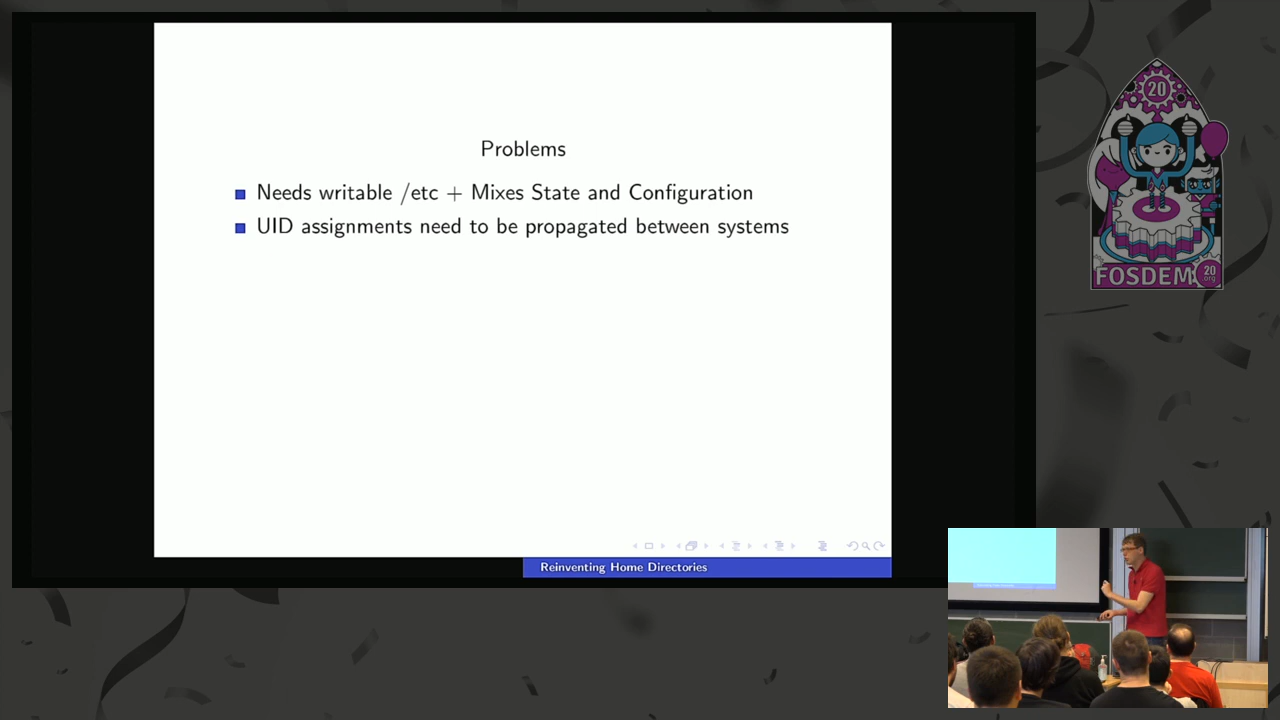 Problems
Needs writable /etc + Mixes State and Configuration
UID assignments need to be propagated between systems
Reinventing Home Directories
20
FOSDEM
20
org